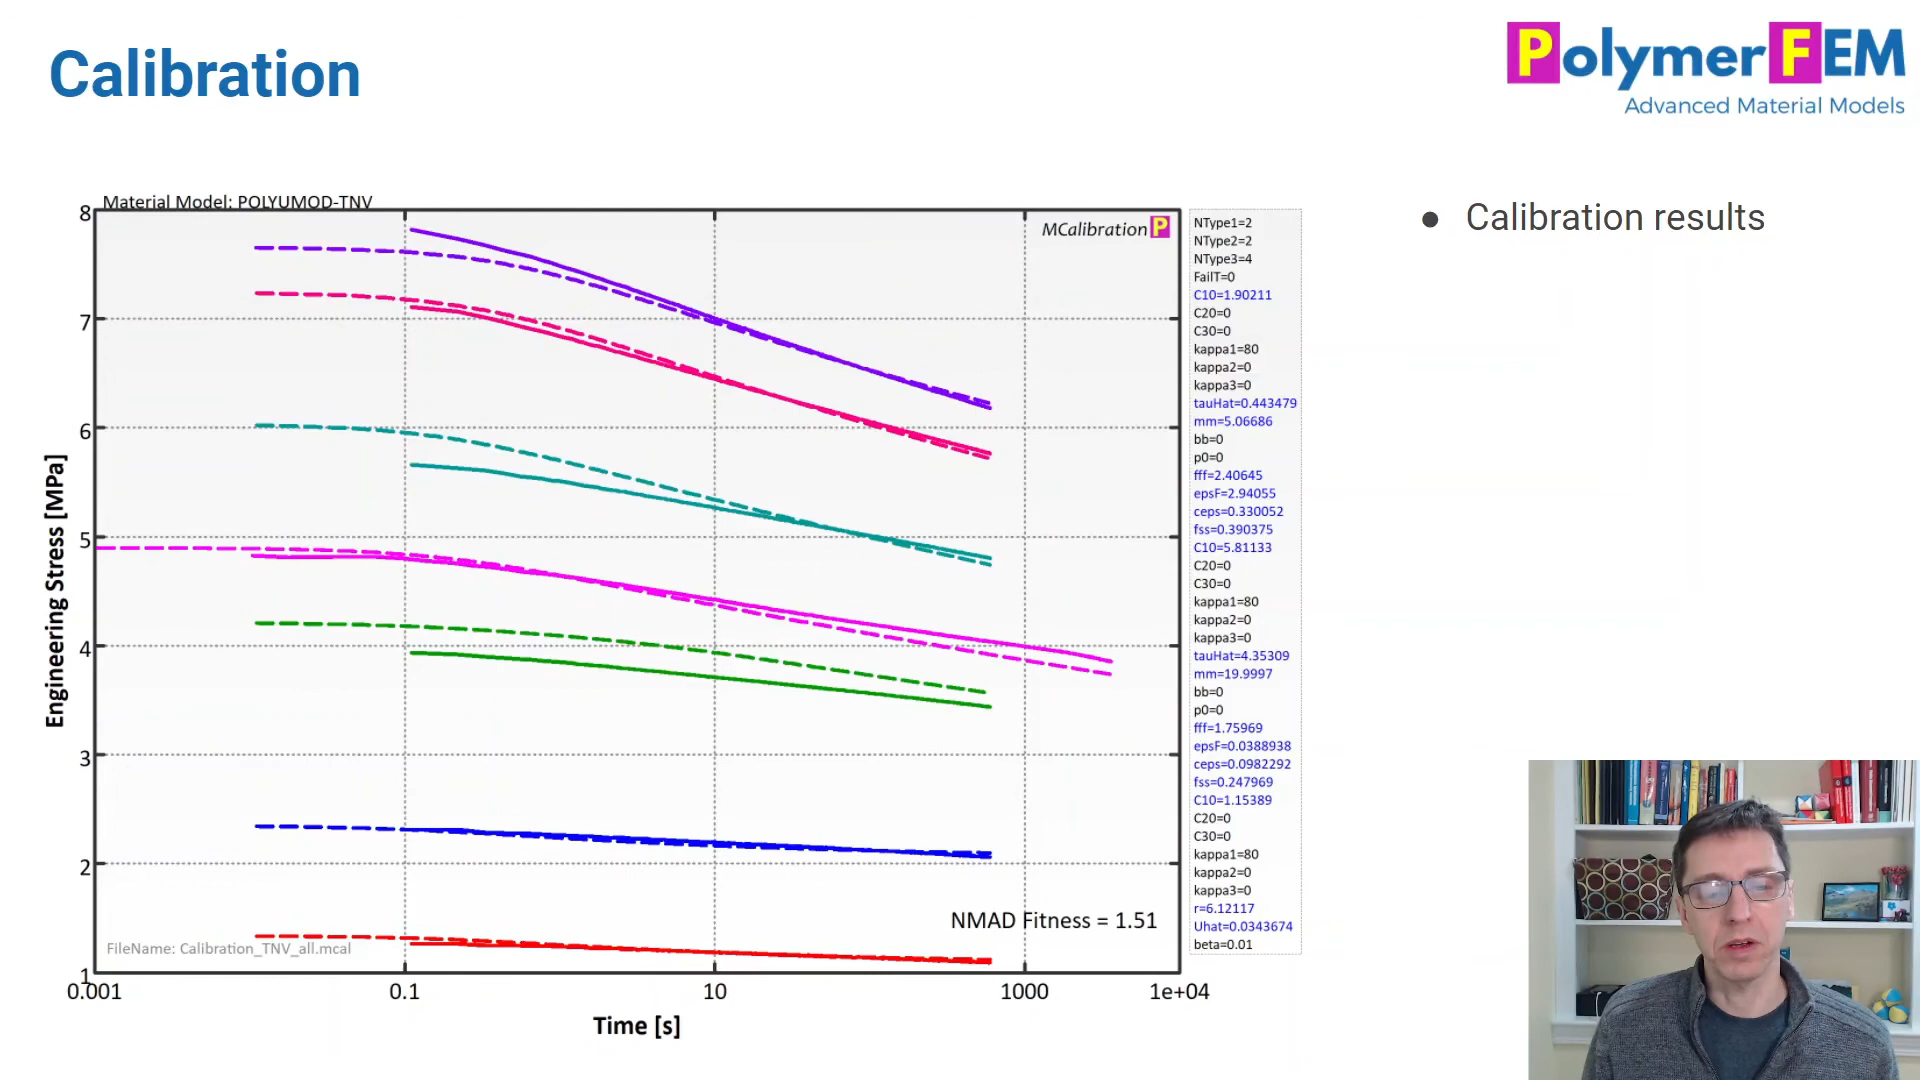 Calibration
PolymerFEM
Advanced Material Models
Material Model: POLYUMOD-TNV
MCalibration P
Calibration results
8
7
6
5
4
3
2
1
Engineering Stress [MPa]
NType1=2
NType2=2
NType3=4
FailT=0
C10=1.90211
C20=0
C30=0
kappa1=80
kappa2=0
kappa3=0
tauHat=0.443479
mm=5.06686
bb=0
p0=0
fff=2.40645
epsF=2.94055
ceps=0.330052
fss=0.390375
C10=5.81133
C20=0
C30=0
kappa1=80
kappa2=0
kappa3=0
tauHat=4.35309
mm=19.9997
bb=0
p0=0
fff=1.75969
epsF=0.0388938
ceps=0.0982292
fss=0.247969
C10=1.15389
C20=0
C30=0
kappa1=80
kappa2=0
kappa3=0
r=6.12117
Uhat=0.0343674
beta=0.01
NMAD Fitness = 1.51
FileName: Calibration_TNV_all.mcal
0.001 0.1 10 1000 1e+04
Time [s]